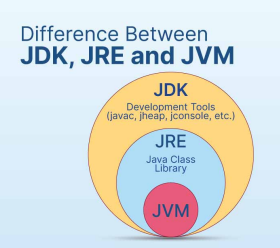 Difference Between
JDK, JRE and JVM
JDK
Development Tools
(javac, jheap, jconsole, etc.)
JRE
Java Class
Library
JVM